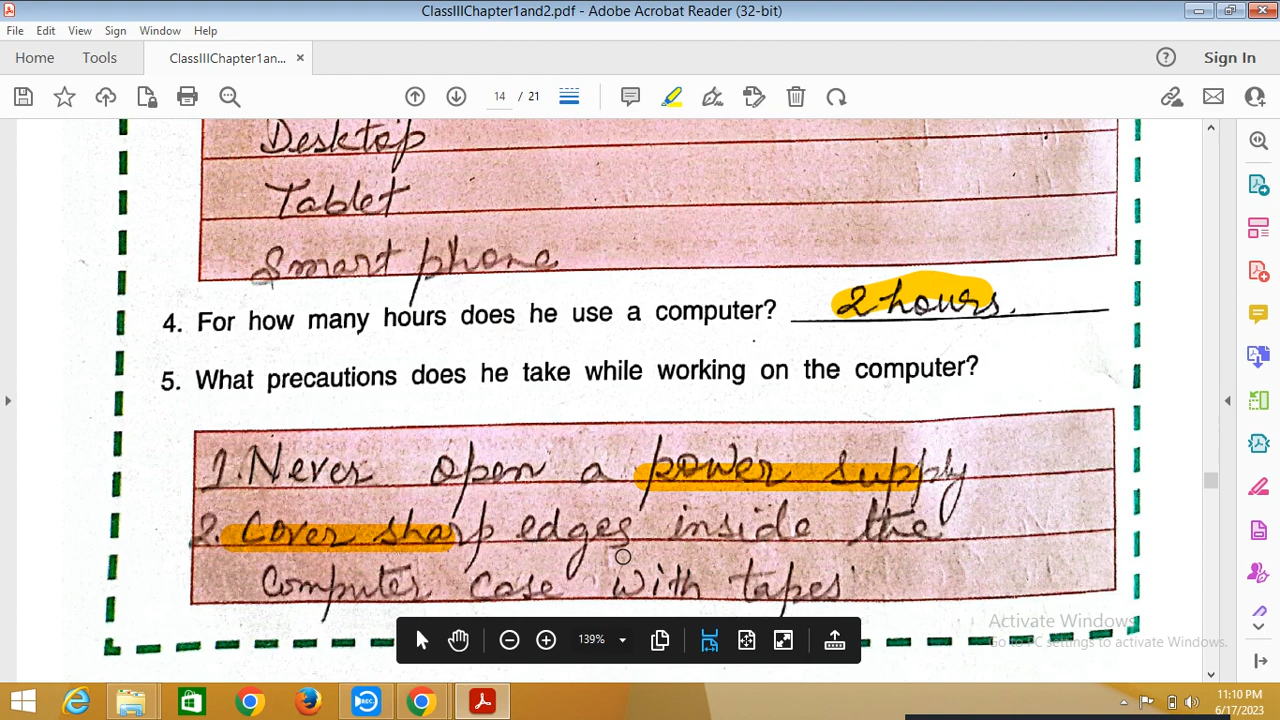 ClassIIIChapter1and2.pdf - Adobe Acrobat Reader (32-bit)
File Edit View Sign Window Help
Home Tools ClassIIIChapter1an... × Sign In
14 / 21
Desktop
Tablet
Smart phone
4. For how many hours does he use a computer? 2 hours.
5. What precautions does he take while working on the computer?
1. Never open a power supply
2. Cover sharp edges inside the
Computer case with tapes
Activate Windows
Go to PC settings to activate Windows.
139%
REC
11:10 PM
6/17/2023